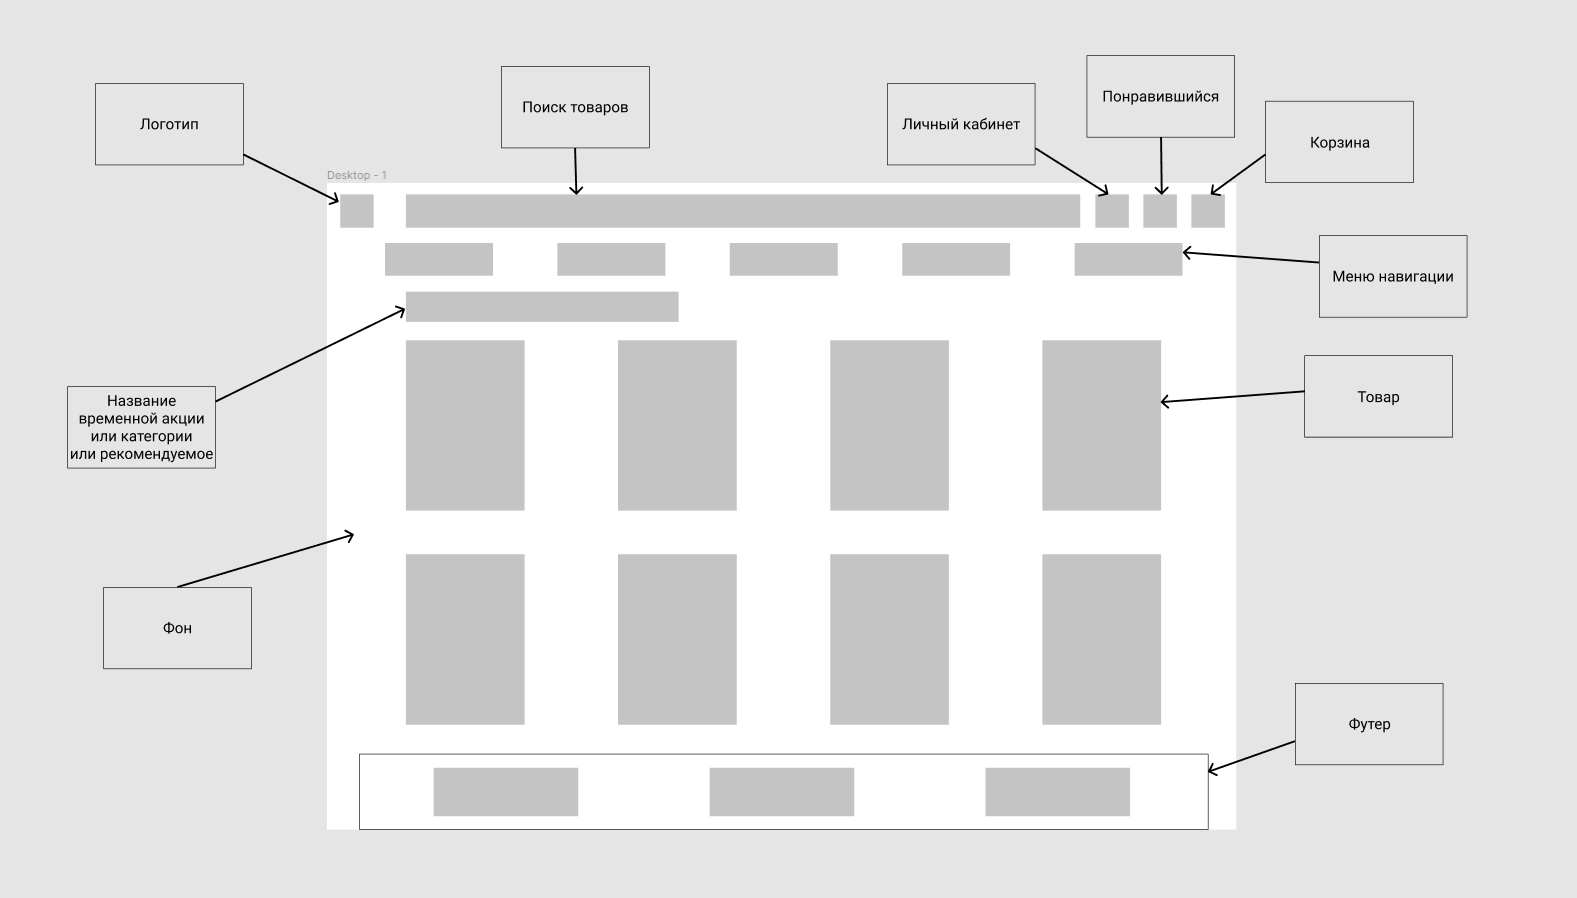 Логотип
Поиск товаров
Личный кабинет
Понравившийся
Корзина
Desktop - 1
Меню навигации
Название
временной акции
или категории
или рекомендуемое
Товар
Фон
Футер